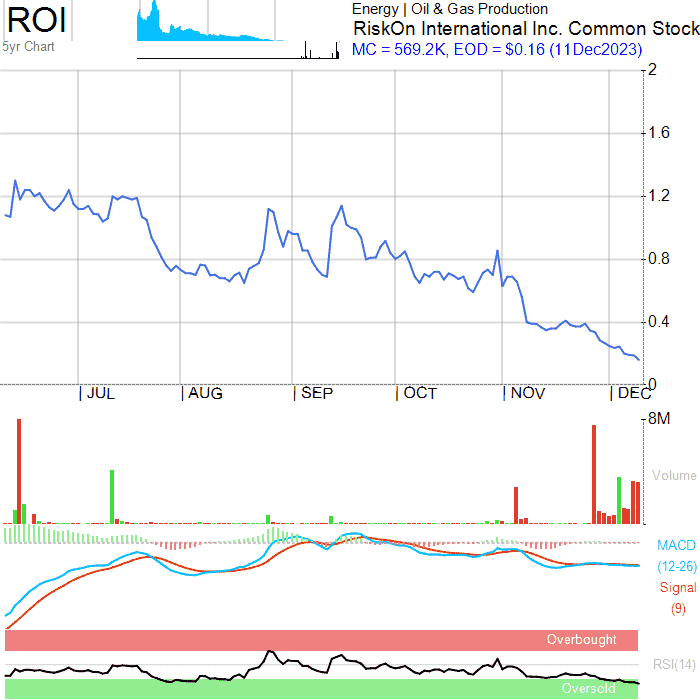 ROI
5yr Chart
Energy | Oil & Gas Production
RiskOn International Inc. Common Stock
MC = 569.2K, EOD = $0.16 (11Dec2023)
2
1.6
1.2
0.8
0.4
0
| JUL | AUG | SEP | OCT | NOV | DEC
8M
Volume
MACD
(12-26)
Signal
(9)
Overbought
RSI(14)
Oversold